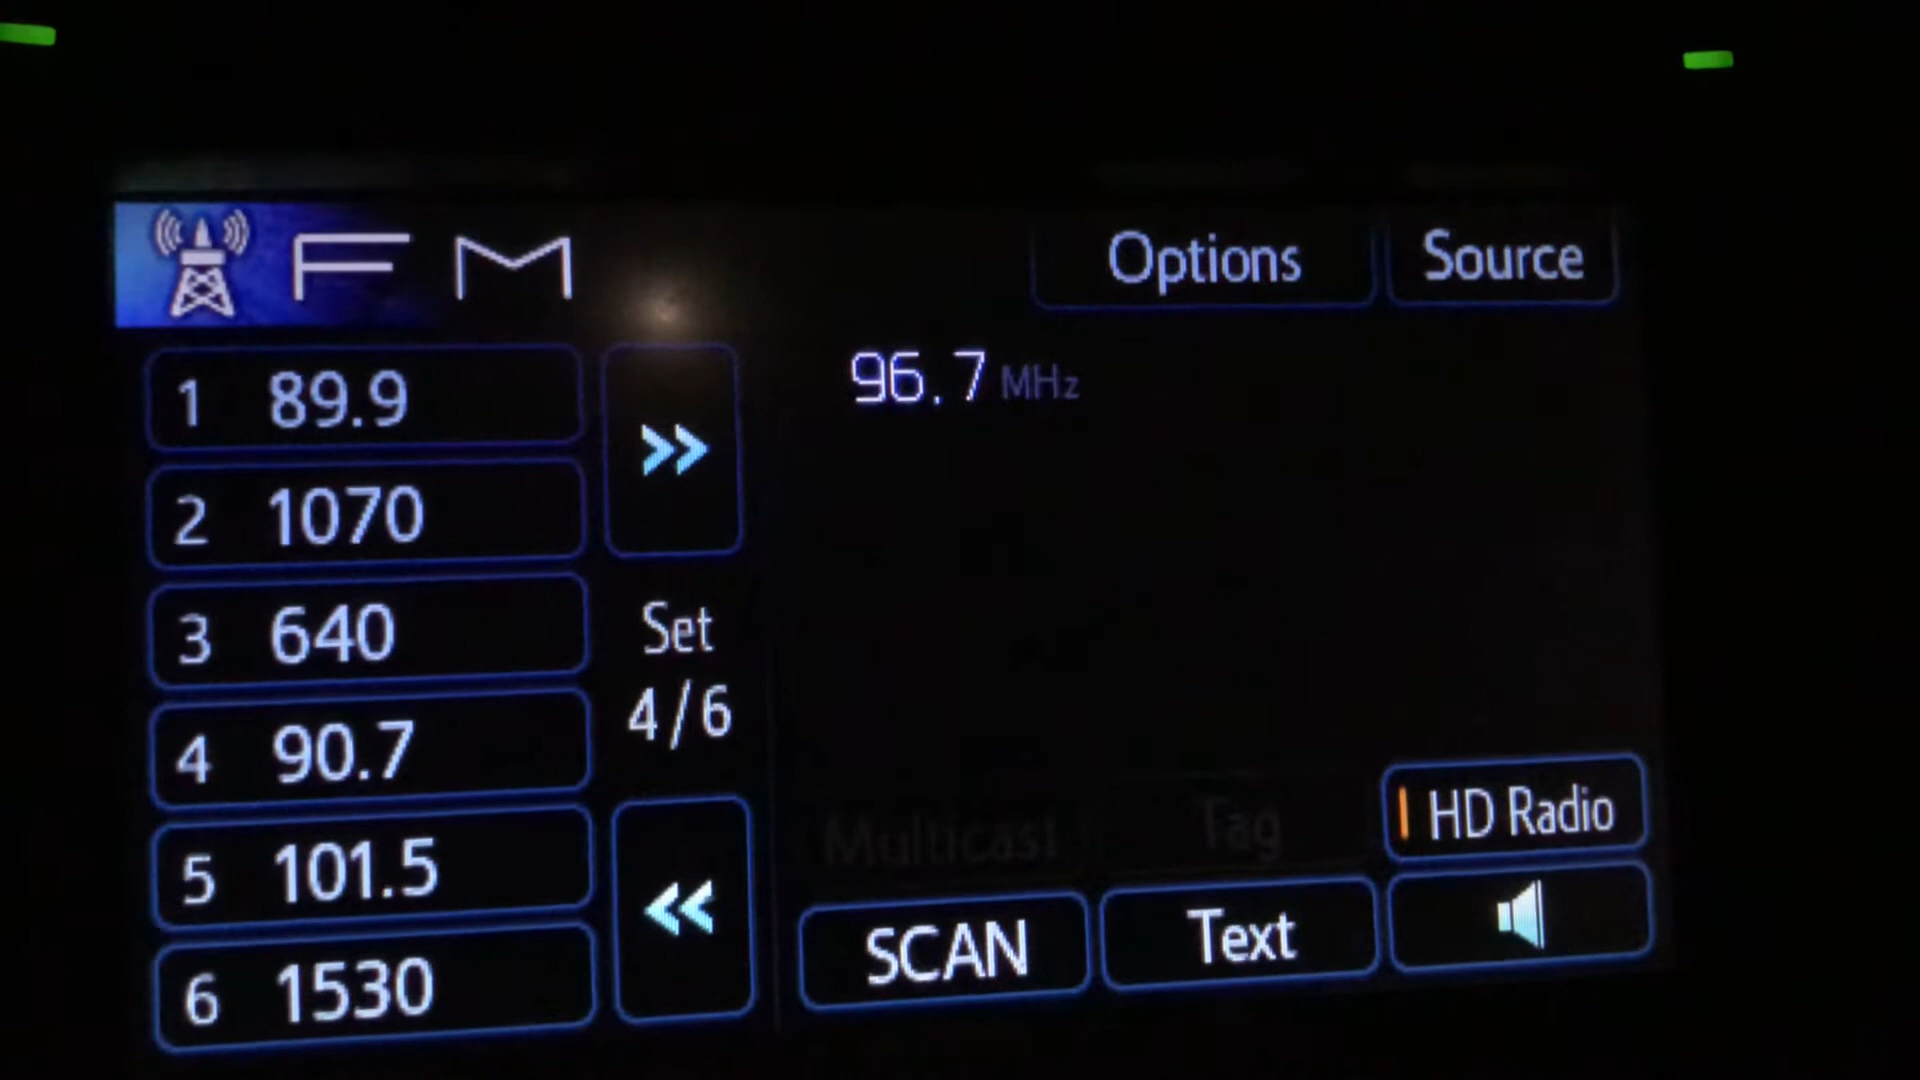 FM
Options
Source
1 89.9
2 1070
3 640
4 90.7
5 101.5
6 1530
Set
4/6
96.7 MHz
Multicast
Tag
HD Radio
SCAN
Text